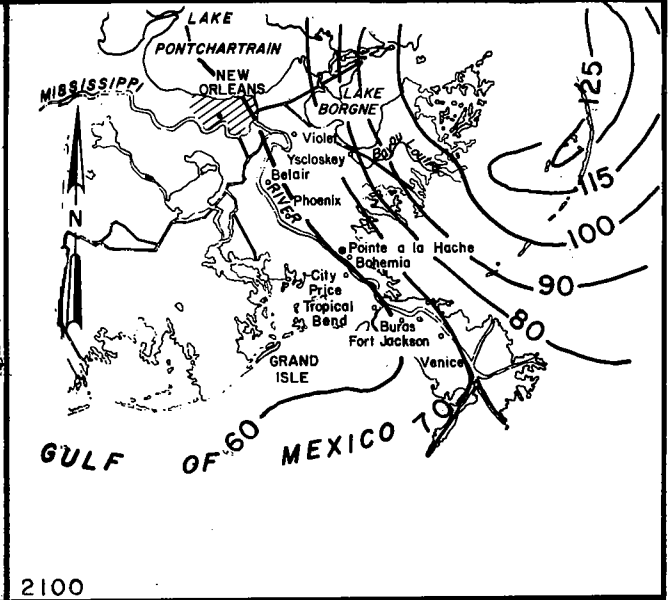 LAKE
PONTCHARTRAIN
NEW
ORLEANS
MISSISSIPPI
LAKE
BORGNE
125
Violet
Yscloskey
Belair
RIVER
Phoenix
115
N
100
Pointe a la Hache
Bohemia
City
Price
Tropical
Bend
90
80
Buras
Fort Jackson
Venice
GRAND
ISLE
60
70
GULF OF MEXICO
2100